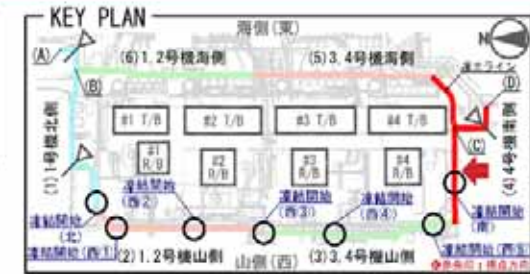 KEY PLAN
海側(東)
N
(A)
(6)1.2号機海側
(5)3.4号機海側
凍土ライン
(B)
(D)
(1)1号機北側
#1 T/B
#2 T/B
#3 T/B
#4 T/B
(C)
(4)4号機南側
#1
R/B
#2
R/B
#3
R/B
#4
R/B
凍結開始
(西②)
凍結開始
(西③)
凍結開始
(西④)
凍結開始
(南)
凍結開始
(北)
凍結開始(西①)
(2)1.2号機山側
(3)3.4号機山側
凍結開始(西⑤)
山側(西)